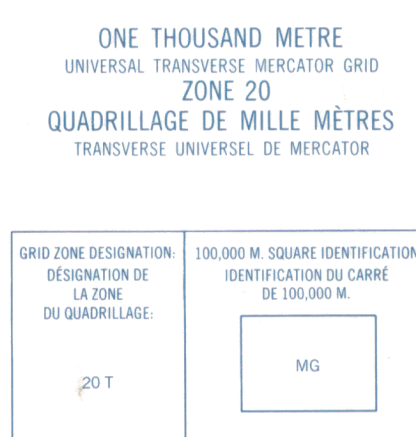 ONE THOUSAND METRE
UNIVERSAL TRANSVERSE MERCATOR GRID
ZONE 20
QUADRILLAGE DE MILLE MÈTRES
TRANSVERSE UNIVERSEL DE MERCATOR
GRID ZONE DESIGNATION:
DÉSIGNATION DE
LA ZONE
DU QUADRILLAGE:
20 T
100,000 M. SQUARE IDENTIFICATION
IDENTIFICATION DU CARRÉ
DE 100,000 M.
MG